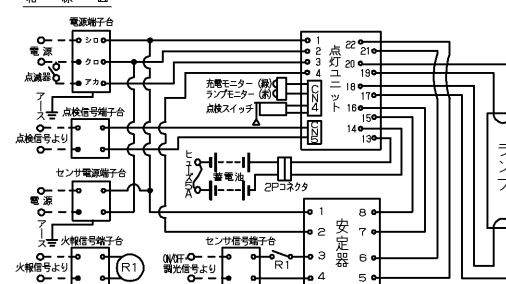 結線図
電源端子台
電源
点滅器
シロ
クロ
アカ
アース
点検信号端子台
点検信号より
センサ電源端子台
電源
アース
火報信号端子台
火報信号より
R1
ヒューズ5A
蓄電池
2Pコネクタ
充電モニター (緑)
ランプモニター (赤)
点検スイッチ
CN4
CN5
点灯ユニット
1
2
3
4
22
21
20
19
18
17
16
15
14
13
センサ信号端子台
ON/OFF
調光信号より
R1
安定器
1
2
3
4
8
7
6
5
ランプ